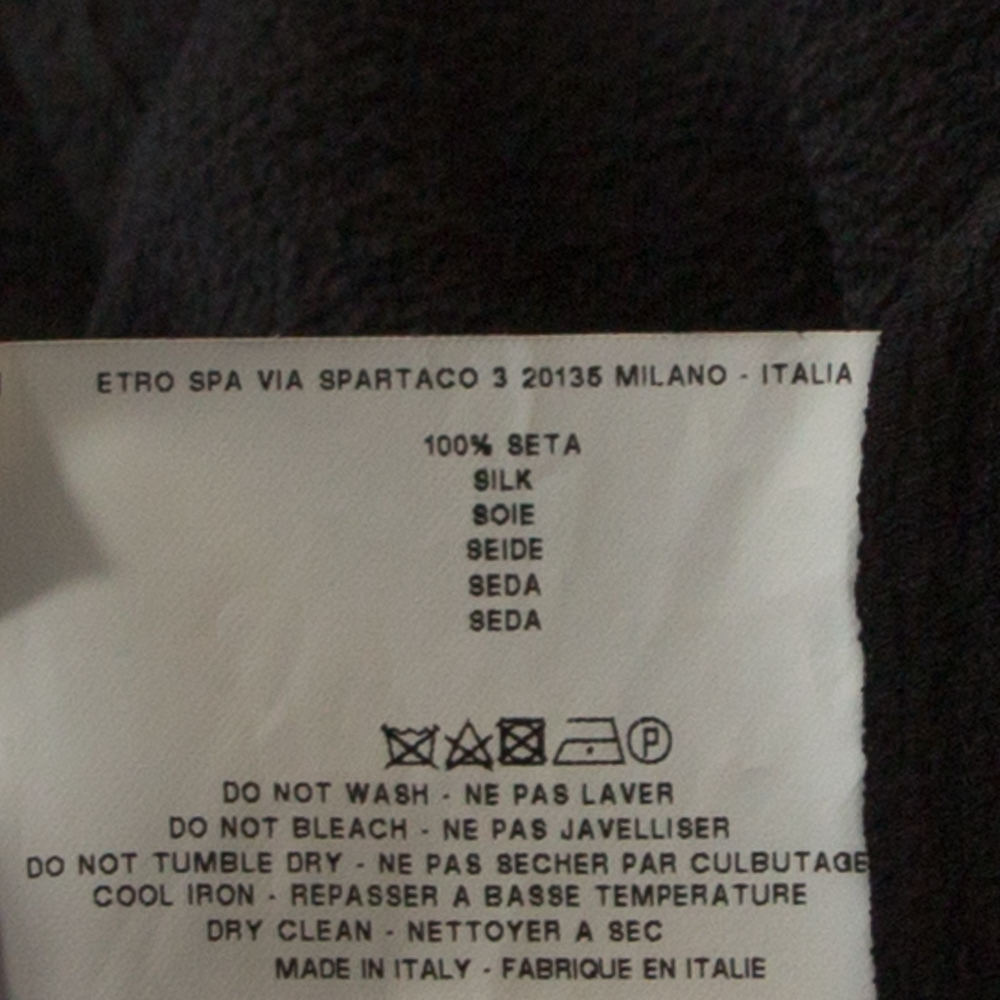 ETRO SPA VIA SPARTACO 3 20135 MILANO - ITALIA
100% SETA
SILK
SOIE
SEIDE
SEDA
SEDA
P
DO NOT WASH - NE PAS LAVER
DO NOT BLEACH - NE PAS JAVELLISER
DO NOT TUMBLE DRY - NE PAS SECHER PAR CULBUTAGE
COOL IRON - REPASSER A BASSE TEMPERATURE
DRY CLEAN - NETTOYER A SEC
MADE IN ITALY - FABRIQUE EN ITALIE